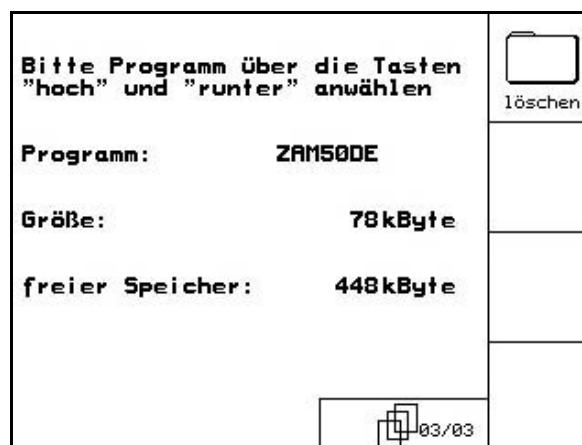 Bitte Programm über die Tasten
"hoch" und "runter" anwählen
löschen
Programm: ZAM50DE
Größe: 78kByte
freier Speicher: 448kByte
03/03